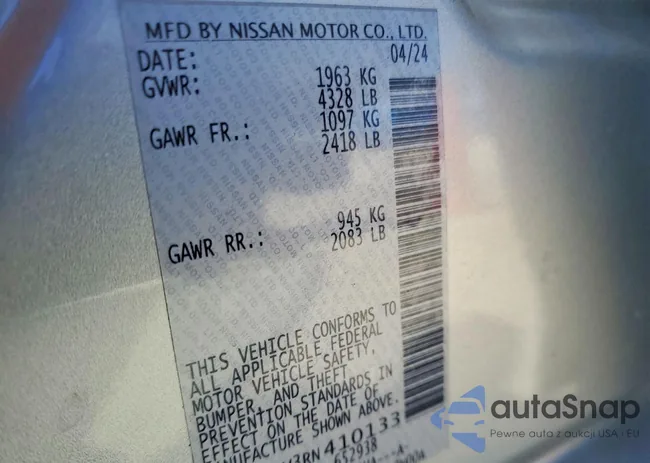 MFD BY NISSAN MOTOR CO., LTD.
DATE: 04/24
GVWR: 1963 KG
4328 LB
GAWR FR.: 1097 KG
2418 LB
GAWR RR.: 945 KG
2083 LB
THIS VEHICLE CONFORMS TO
ALL APPLICABLE FEDERAL
MOTOR VEHICLE SAFETY,
BUMPER, AND THEFT
PREVENTION STANDARDS IN
EFFECT ON THE DATE OF
MANUFACTURE SHOWN ABOVE.
3RN410133
652938
autaSnap
Pewne auta z aukcji USA - EU